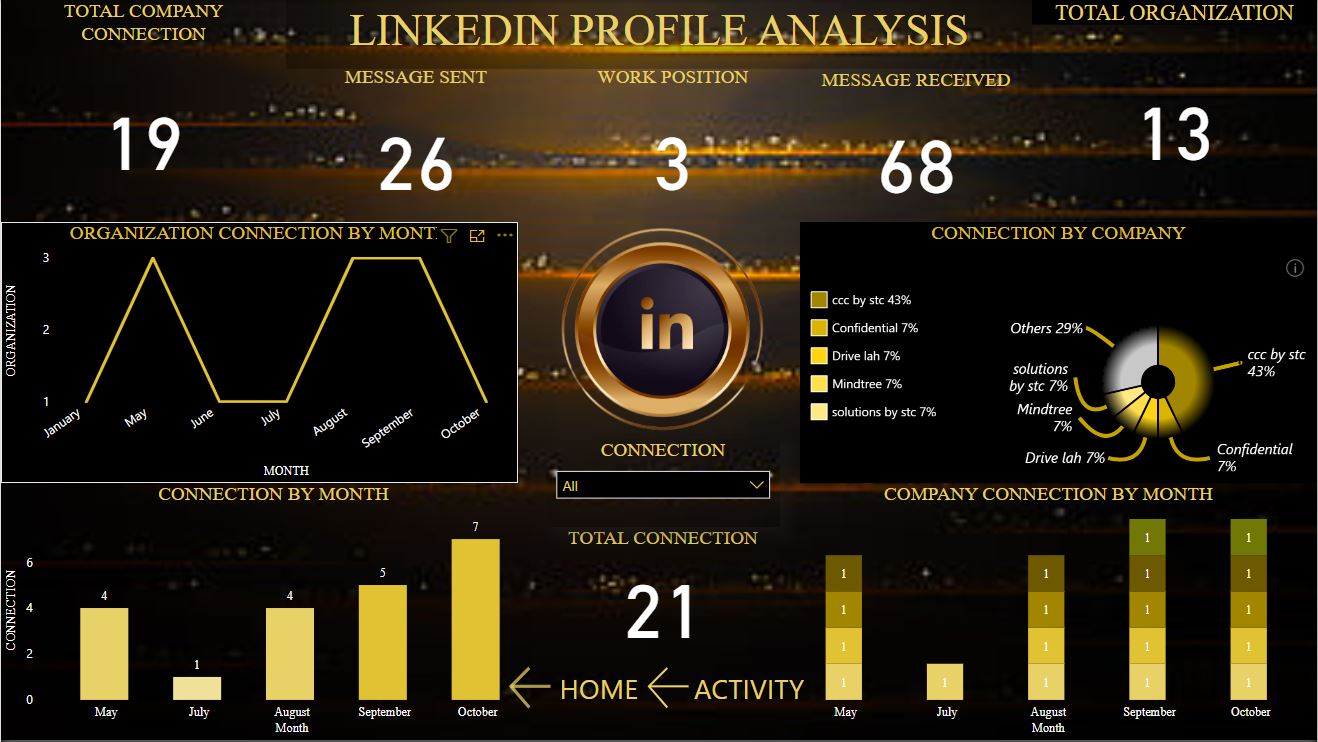 TOTAL COMPANY
CONNECTION
LINKEDIN PROFILE ANALYSIS
TOTAL ORGANIZATION
MESSAGE SENT
WORK POSITION
MESSAGE RECEIVED
19
26
3
68
13
ORGANIZATION CONNECTION BY MONT
ORGANIZATION
3
2
1
January
May
June
July
August
September
October
MONTH
in
CONNECTION BY COMPANY
ccc by stc 43%
Confidential 7%
Drive lah 7%
Mindtree 7%
solutions by stc 7%
Others 29%
solutions
by stc 7%
Mindtree
7%
Drive lah 7%
ccc by stc
43%
Confidential
7%
CONNECTION
All
CONNECTION BY MONTH
CONNECTION
6
4
2
0
4
1
4
5
7
May
July
August
September
October
Month
TOTAL CONNECTION
21
HOME
ACTIVITY
COMPANY CONNECTION BY MONTH
1 1
1 1 1 1
1 1 1 1
1 1 1 1
1 1 1 1 1
May
July
August
September
October
Month